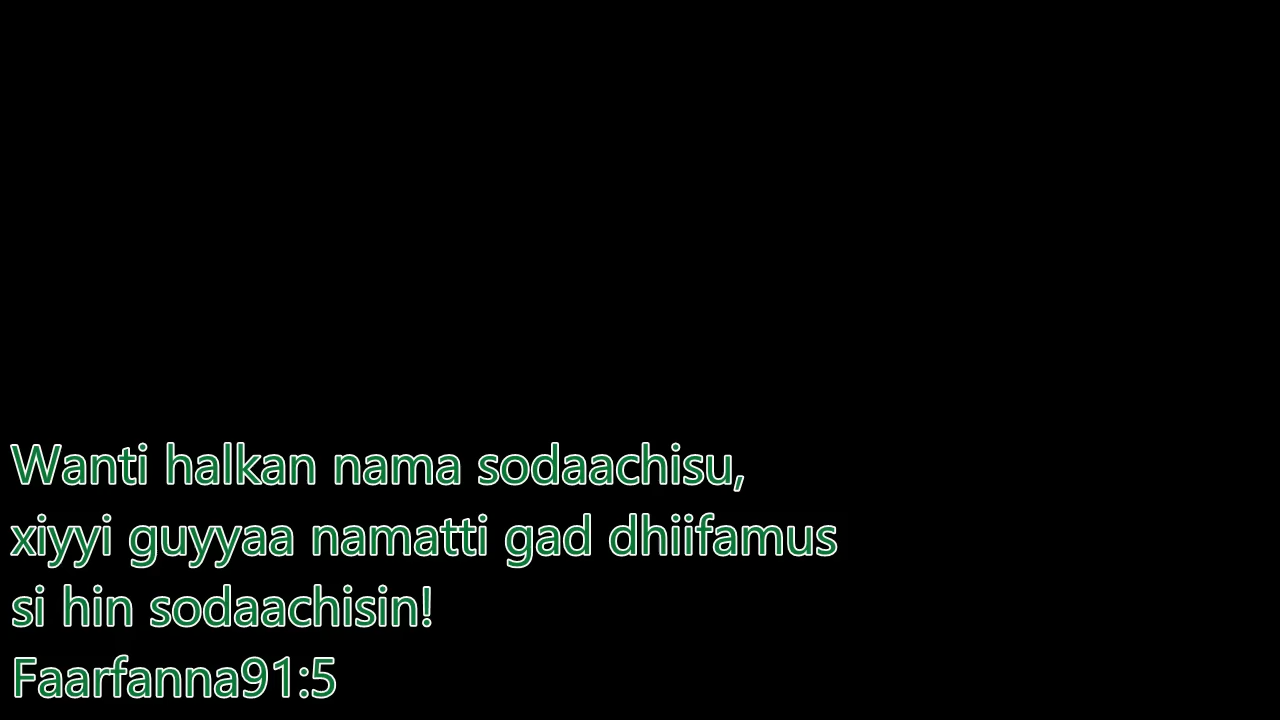 Wanti halkan nama sodaachisu,
xiyyi guyyaa namatti gad dhiifamus
si hin sodaachisin!
Faarfanna91:5